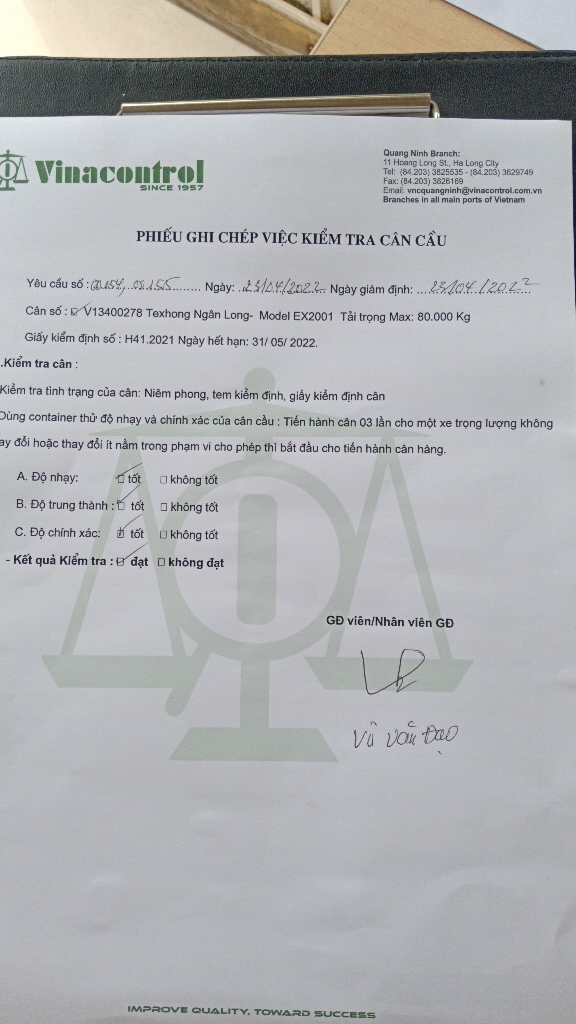 Vinacontrol
SINCE 1957
Quang Ninh Branch:
11 Hoang Long St., Ha Long City
Tel: (84.203) 3825535 - (84.203) 3629749
Fax: (84.203) 3826169
Email: vncquangninh@vinacontrol.com.vn
Branches in all main ports of Vietnam
PHIẾU GHI CHÉP VIỆC KIỂM TRA CÂN CẦU
Yêu cầu số : 08154, 08155........ Ngày: 23/04/2022 Ngày giám định: ...23/04/2022
Cân số : ☑ V13400278 Texhong Ngân Long- Model EX2001 Tải trọng Max: 80.000 Kg
Giấy kiểm định số : H41.2021 Ngày hết hạn: 31/ 05/ 2022.
.Kiểm tra cân :
Kiểm tra tình trạng của cân: Niêm phong, tem kiểm định, giấy kiểm định cân
Dùng container thử độ nhạy và chính xác của cân cầu : Tiến hành cân 03 lần cho một xe trọng lượng không
ay đổi hoặc thay đổi ít nằm trong phạm vi cho phép thì bắt đầu cho tiến hành cân hàng.
A. Độ nhạy: ☑ tốt ☐ không tốt
B. Độ trung thành : ☑ tốt ☐ không tốt
C. Độ chính xác: ☑ tốt ☐ không tốt
- Kết quả Kiểm tra : ☑ đạt ☐ không đạt
GĐ viên/Nhân viên GĐ
Vũ Văn Đạo
IMPROVE QUALITY, TOWARD SUCCESS